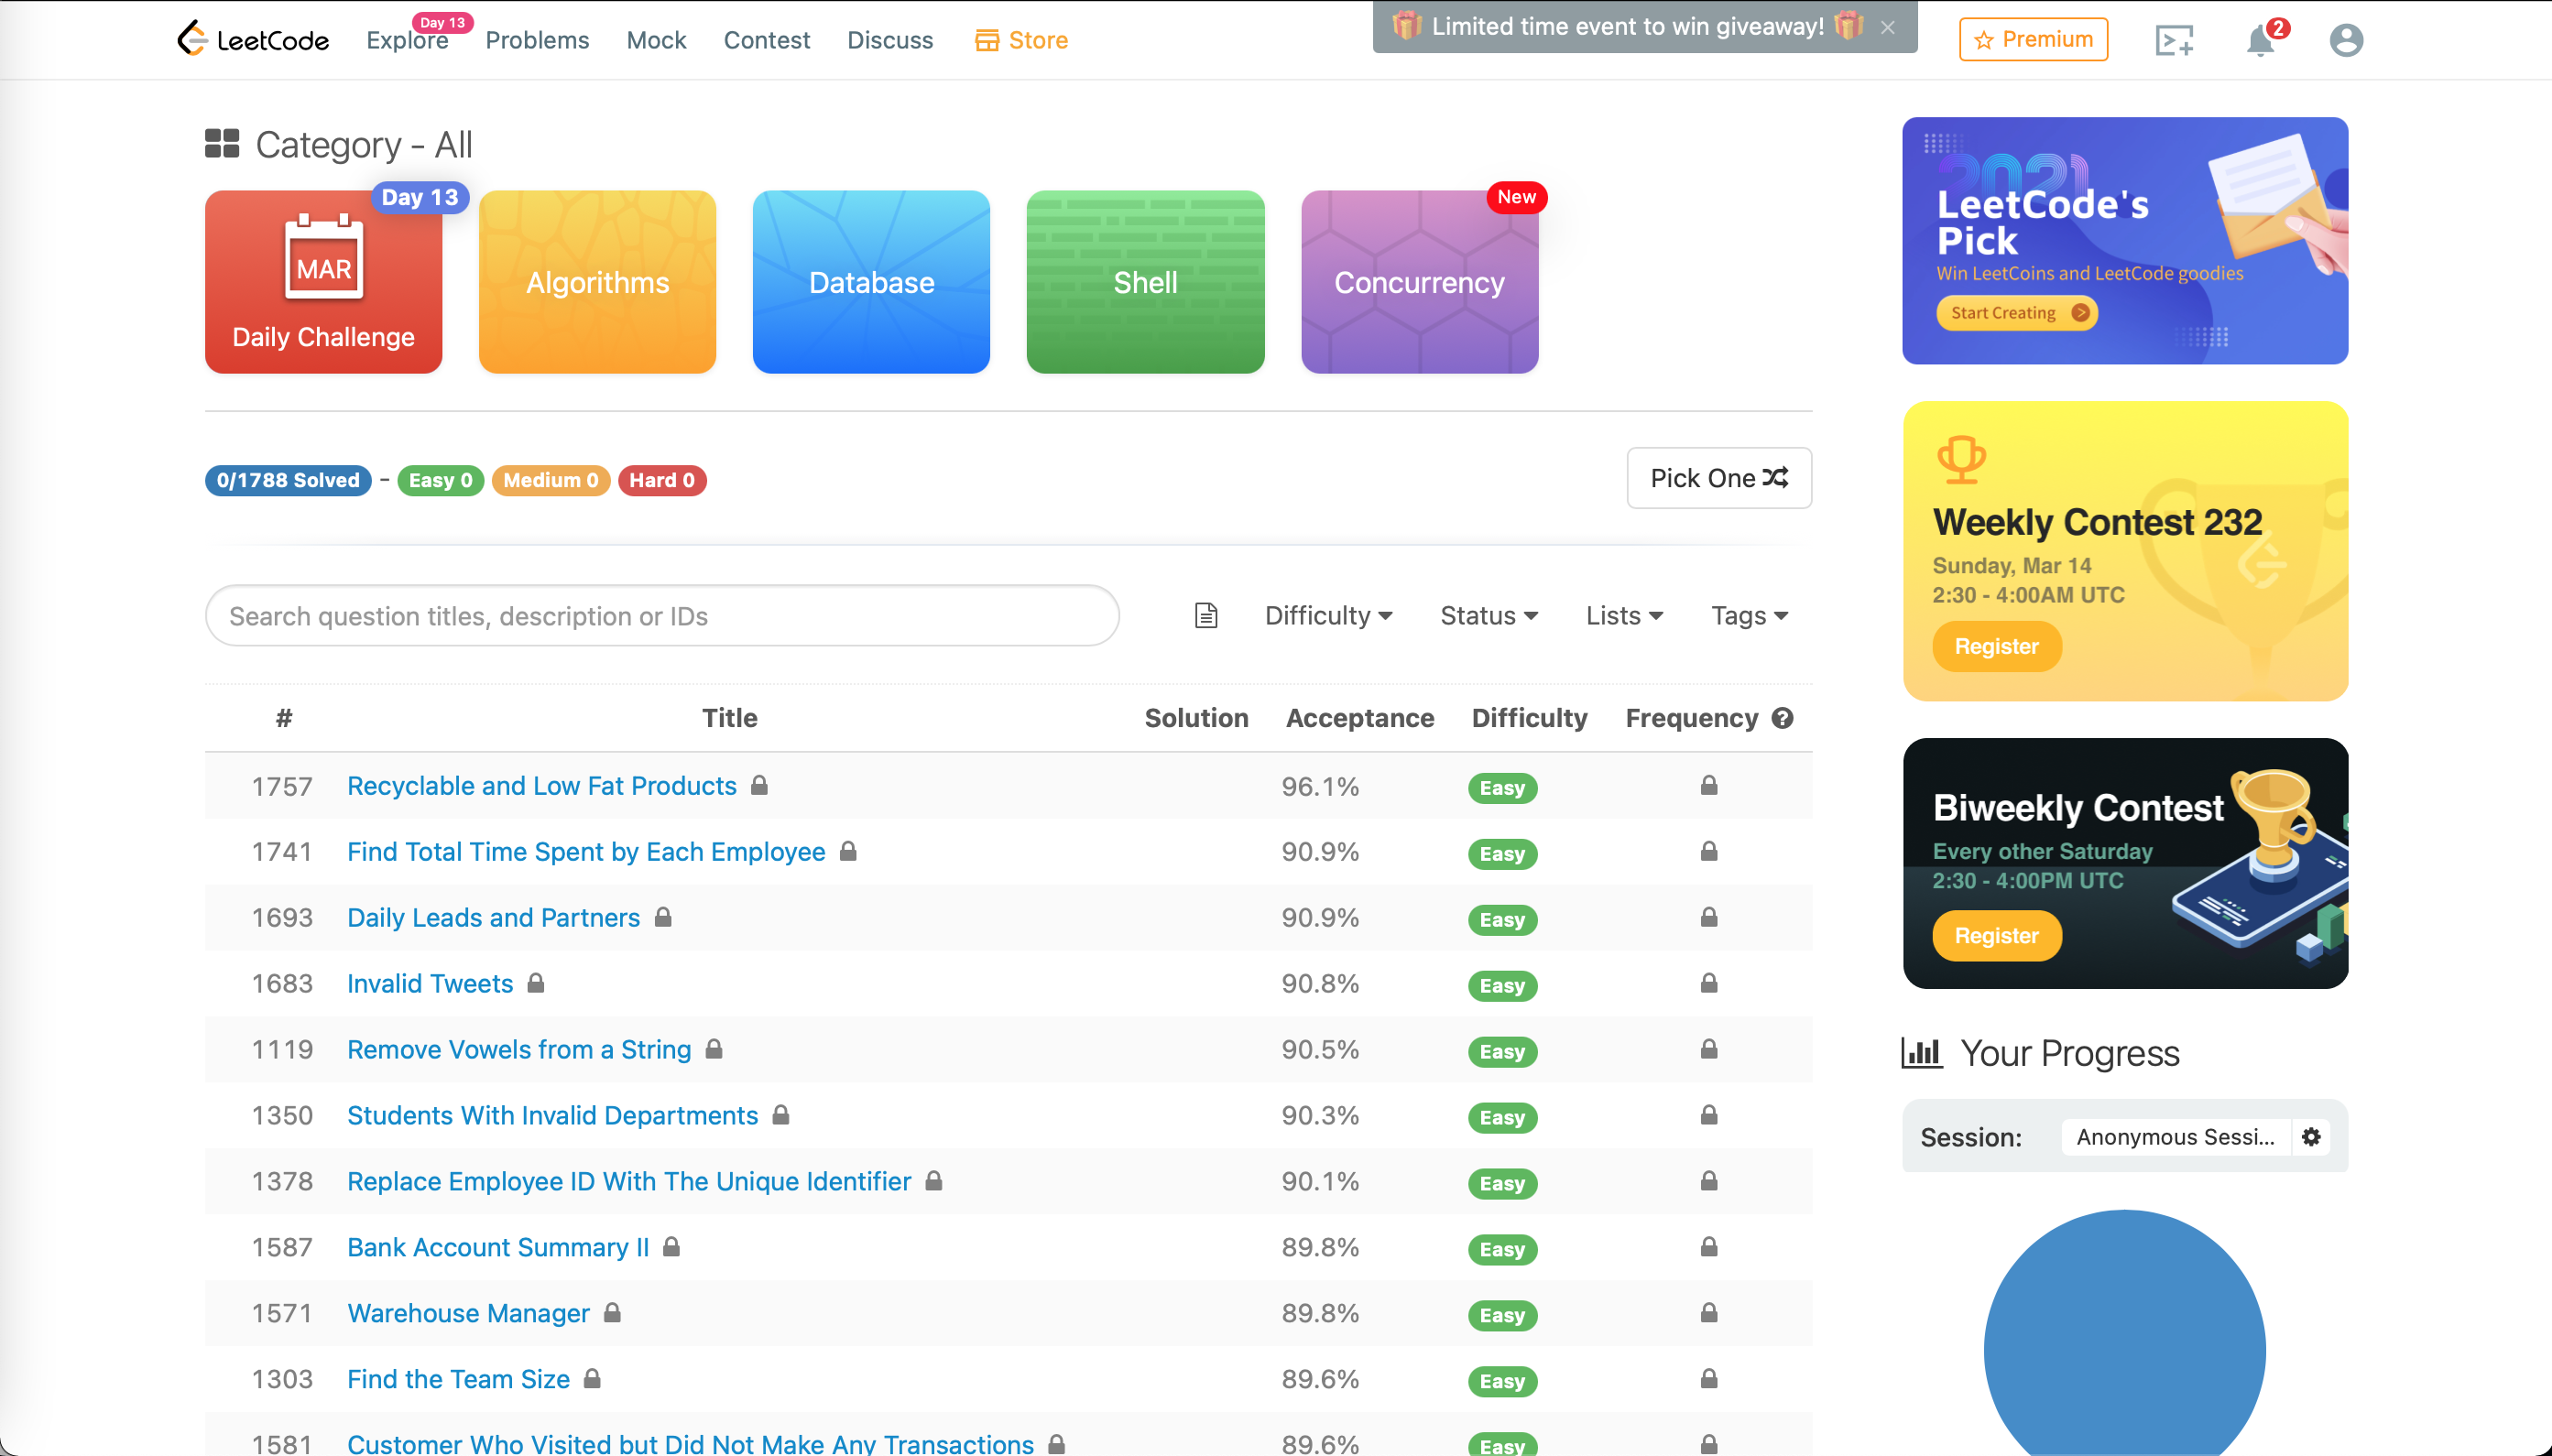 LeetCode
Explore
Day 13
Problems
Mock
Contest
Discuss
Store
Limited time event to win giveaway!
Premium
2
Category - All
Day 13
MAR
Daily Challenge
Algorithms
Database
Shell
New
Concurrency
0/1788 Solved - Easy 0 Medium 0 Hard 0
Pick One
Search question titles, description or IDs
Difficulty
Status
Lists
Tags
# Title Solution Acceptance Difficulty Frequency
1757 Recyclable and Low Fat Products 96.1% Easy
1741 Find Total Time Spent by Each Employee 90.9% Easy
1693 Daily Leads and Partners 90.9% Easy
1683 Invalid Tweets 90.8% Easy
1119 Remove Vowels from a String 90.5% Easy
1350 Students With Invalid Departments 90.3% Easy
1378 Replace Employee ID With The Unique Identifier 90.1% Easy
1587 Bank Account Summary II 89.8% Easy
1571 Warehouse Manager 89.8% Easy
1303 Find the Team Size 89.6% Easy
1581 Customer Who Visited but Did Not Make Any Transactions 89.6% Easy
2021
LeetCode's
Pick
Win LeetCoins and LeetCode goodies
Start Creating
Weekly Contest 232
Sunday, Mar 14
2:30 - 4:00AM UTC
Register
Biweekly Contest
Every other Saturday
2:30 - 4:00PM UTC
Register
Your Progress
Session: Anonymous Sessi...